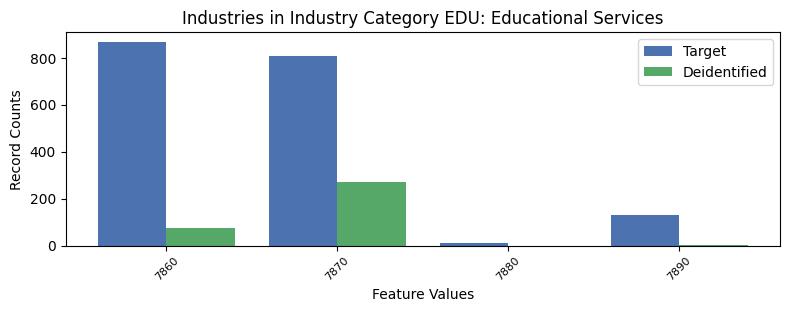 Industries in Industry Category EDU: Educational Services
Target
Deidentified
Record Counts
800
600
400
200
0
7860
7870
7880
7890
Feature Values